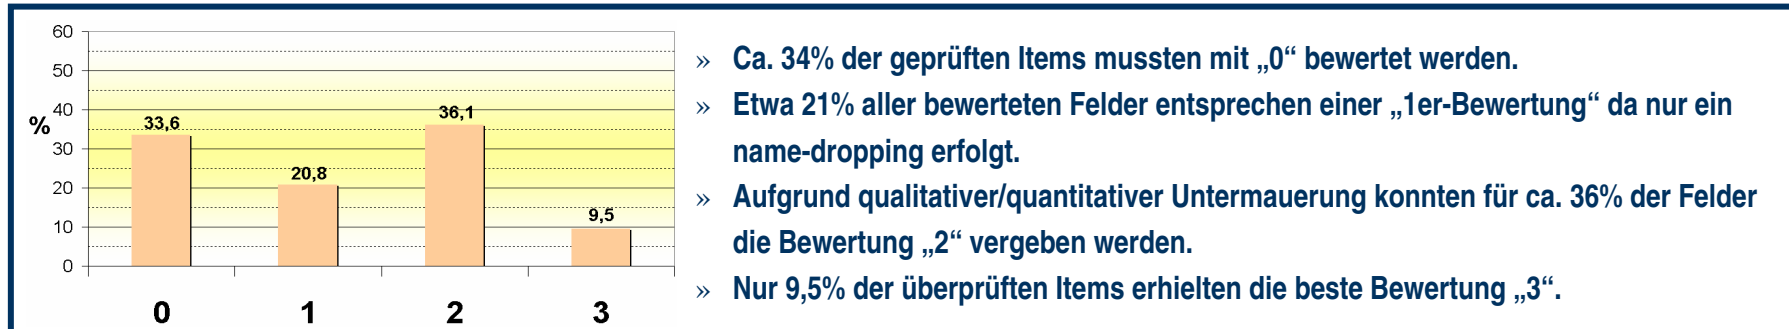 60
50
40
30
20
10
0
%
33,6
20,8
36,1
9,5
0 1 2 3
» Ca. 34% der geprüften Items mussten mit „0“ bewertet werden.
» Etwa 21% aller bewerteten Felder entsprechen einer „1er-Bewertung“ da nur ein
name-dropping erfolgt.
» Aufgrund qualitativer/quantitativer Untermauerung konnten für ca. 36% der Felder
die Bewertung „2“ vergeben werden.
» Nur 9,5% der überprüften Items erhielten die beste Bewertung „3“.